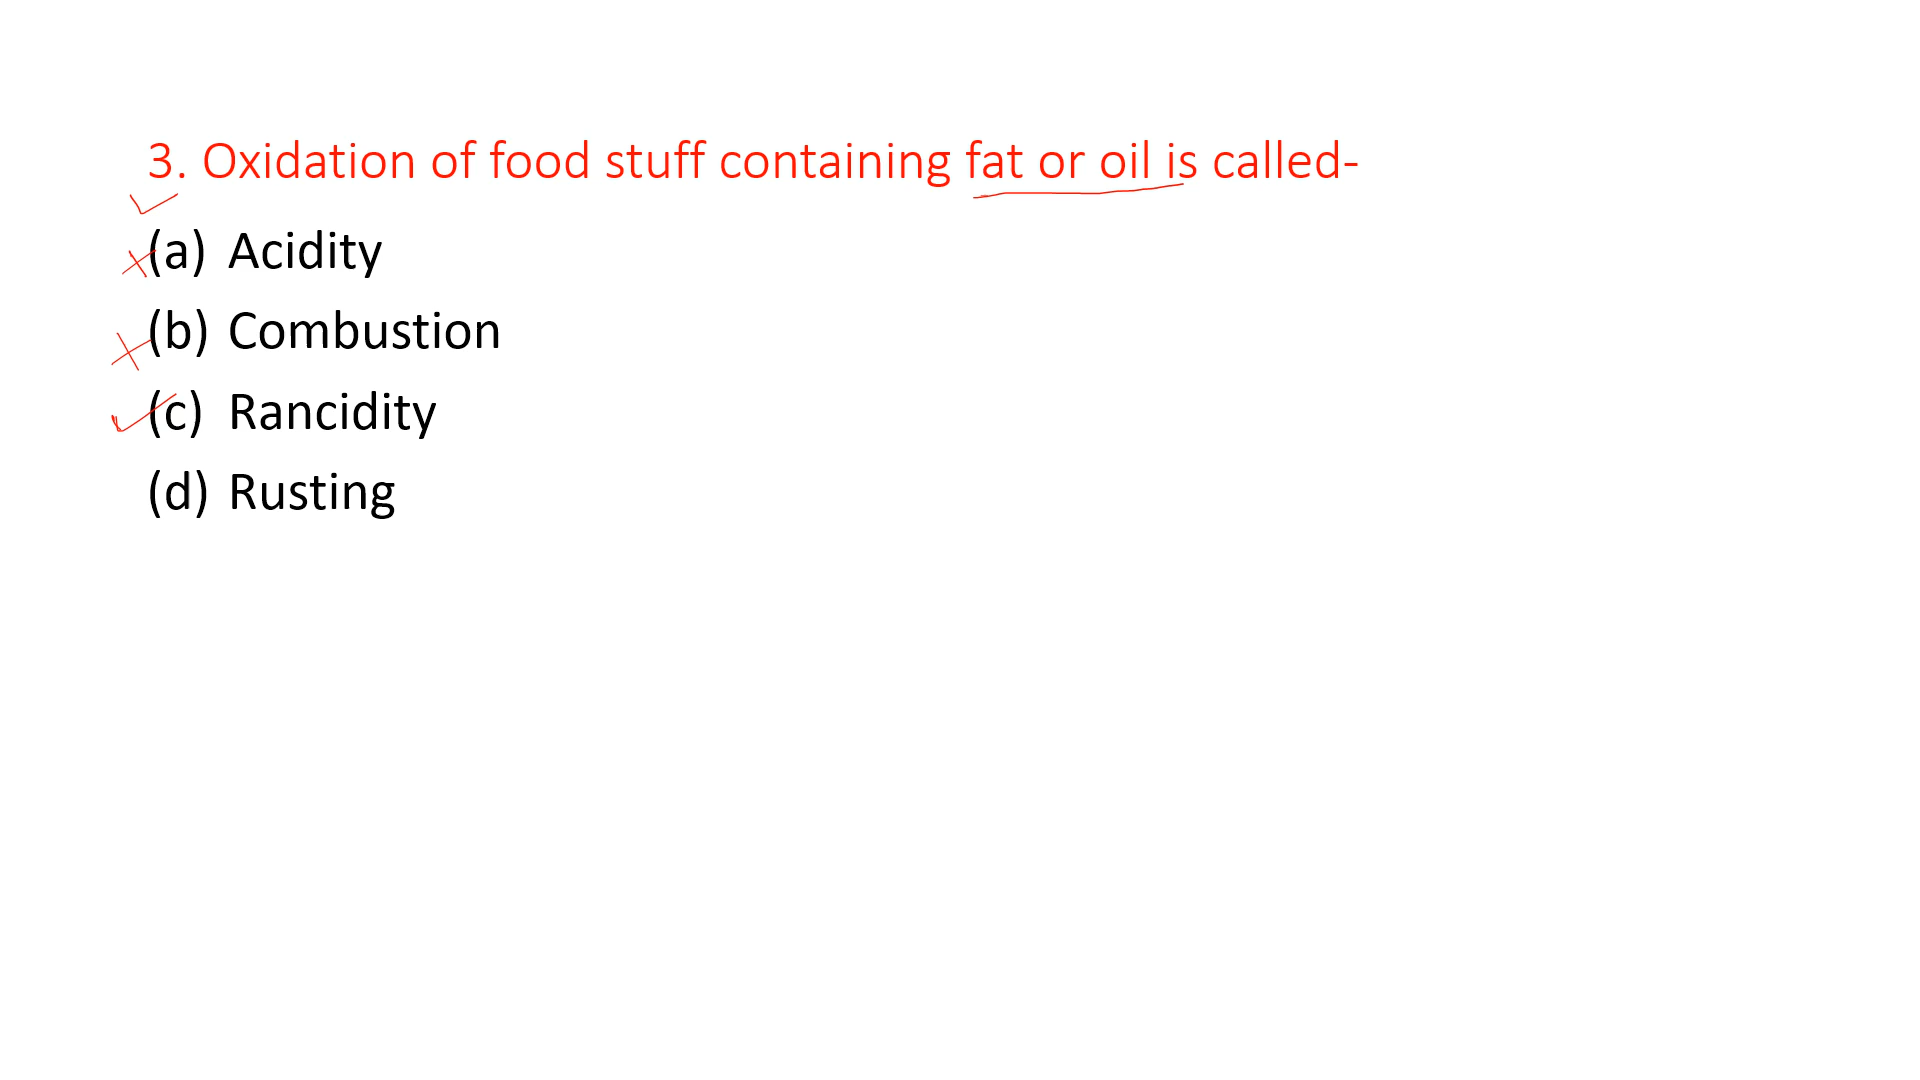 3. Oxidation of food stuff containing fat or oil is called-
(a) Acidity
(b) Combustion
(c) Rancidity
(d) Rusting